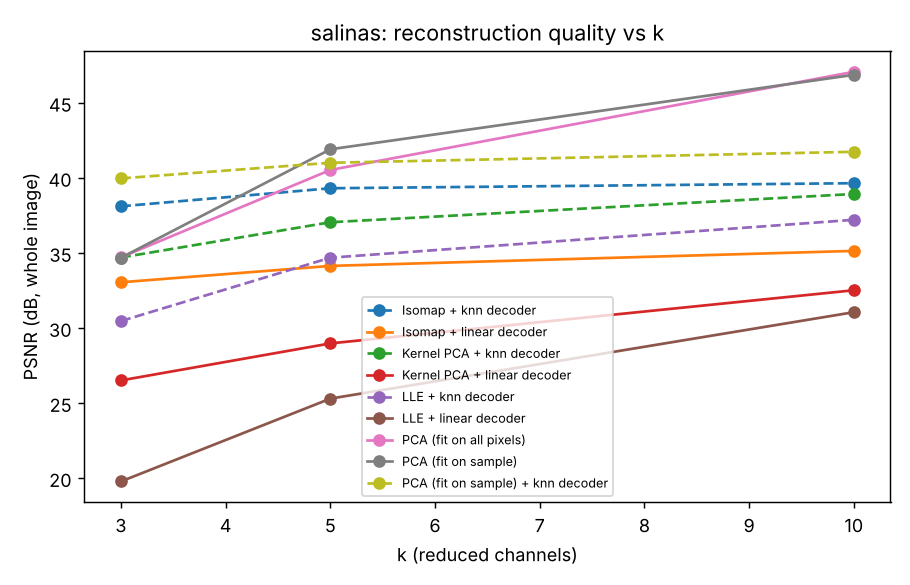 salinas: reconstruction quality vs k
PSNR (dB, whole image)
45
40
35
30
25
20
Isomap + knn decoder
Isomap + linear decoder
Kernel PCA + knn decoder
Kernel PCA + linear decoder
LLE + knn decoder
LLE + linear decoder
PCA (fit on all pixels)
PCA (fit on sample)
PCA (fit on sample) + knn decoder
3 4 5 6 7 8 9 10
k (reduced channels)